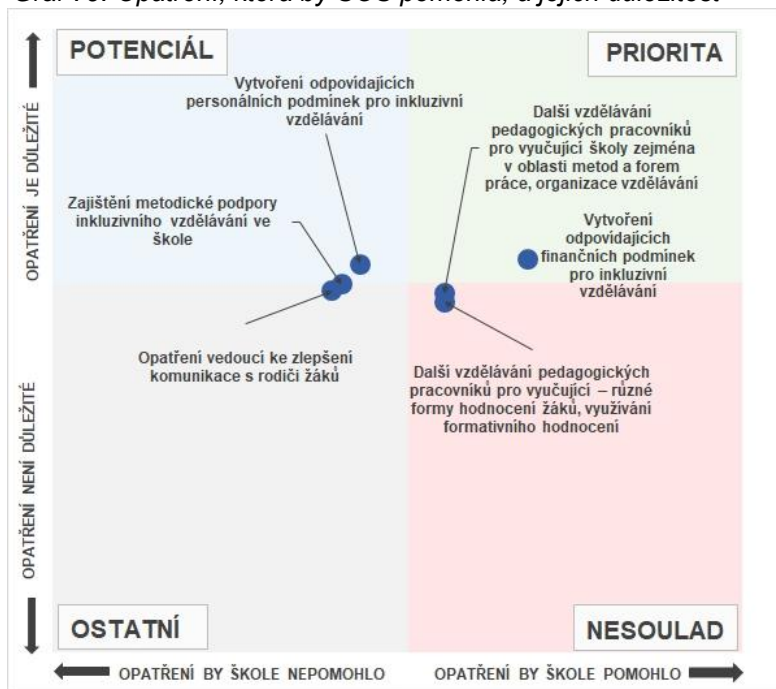 Opatření, která by pomohla, a jejich důležitost
POTENCIÁL
PRIORITA
Vytvoření odpovídajících
personálních podmínek pro inkluzivní
vzdělávání
Další vzdělávání
pedagogických pracovníků
pro vyučující školy zejména
v oblasti metod a forem
práce, organizace vzdělávání
Zajištění metodické podpory
inkluzivního vzdělávání ve
škole
Vytvoření
odpovídajících
finančních podmínek
pro inkluzivní
vzdělávání
Opatření vedoucí ke zlepšení
komunikace s rodiči žáků
Další vzdělávání pedagogických
pracovníků pro vyučující – různé
formy hodnocení žáků, využívání
formativního hodnocení
OPATŘENÍ JE DŮLEŽITÉ
OPATŘENÍ NENÍ DŮLEŽITÉ
OSTATNÍ
NESOULAD
OPATŘENÍ BY ŠKOLE NEPOMOHLO
OPATŘENÍ BY ŠKOLE POMOHLO